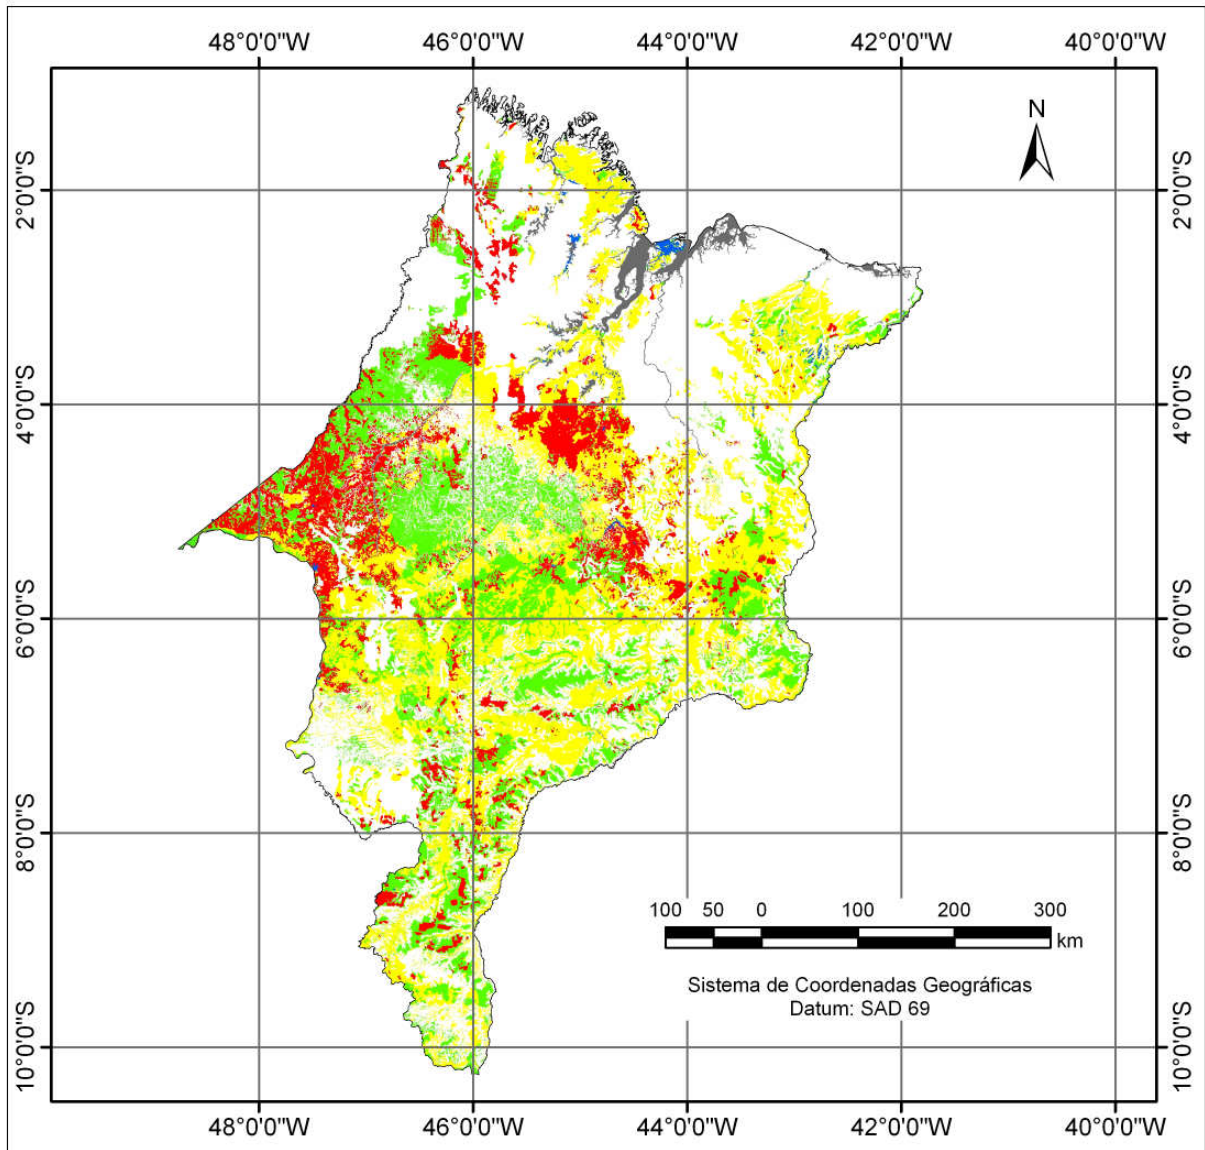 48°0'0"W 46°0'0"W 44°0'0"W 42°0'0"W 40°0'0"W
N
2°0'0"S 2°0'0"S
4°0'0"S 4°0'0"S
6°0'0"S 6°0'0"S
8°0'0"S 8°0'0"S
100 50 0 100 200 300
km
Sistema de Coordenadas Geográficas
Datum: SAD 69
10°0'0"S 10°0'0"S
48°0'0"W 46°0'0"W 44°0'0"W 42°0'0"W 40°0'0"W